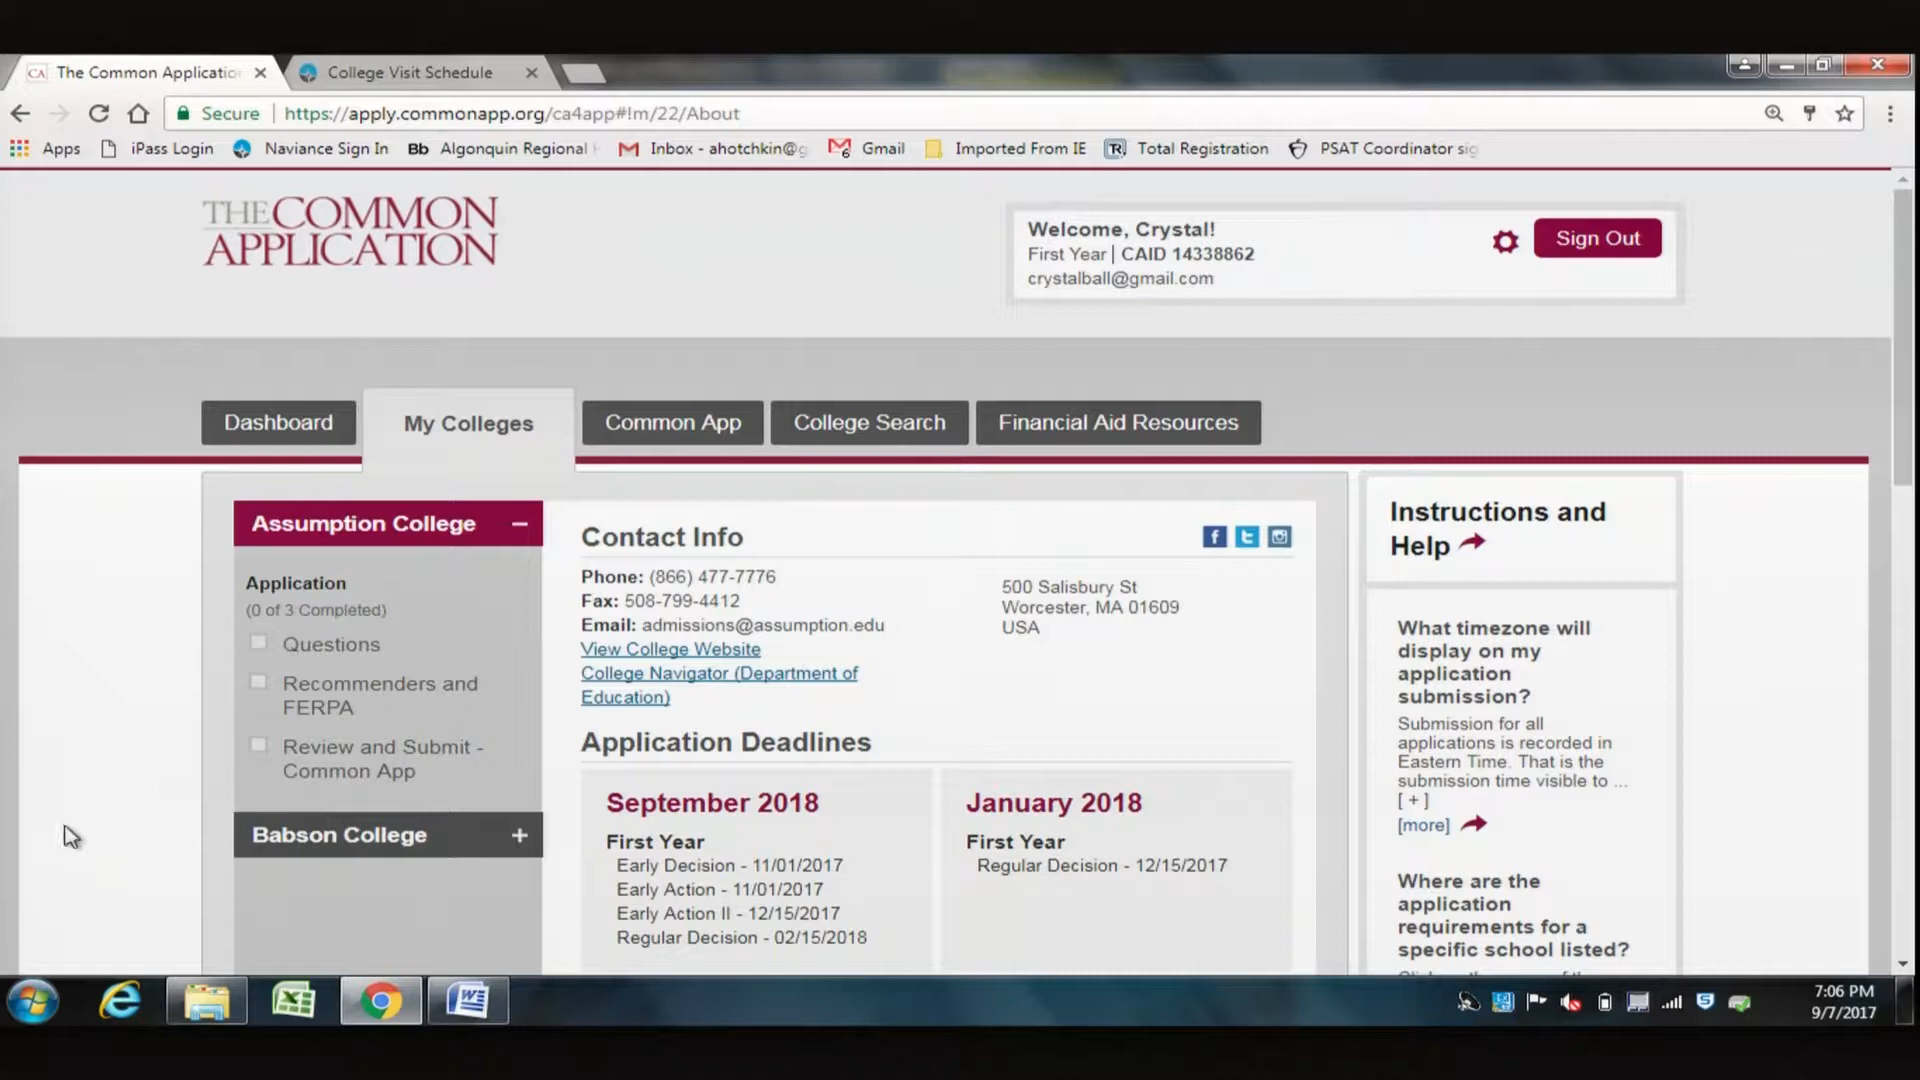 The Common Applicatio
College Visit Schedule
Secure
https://apply.commonapp.org/ca4app#!m/22/About
Apps
iPass Login
Naviance Sign In
Bb Algonquin Regional
Inbox - ahotchkin@g
Gmail
Imported From IE
Total Registration
PSAT Coordinator sig
THE COMMON
APPLICATION
Welcome, Crystal!
First Year | CAID 14338862
crystalball@gmail.com
Sign Out
Dashboard
My Colleges
Common App
College Search
Financial Aid Resources
Assumption College
Application
(0 of 3 Completed)
Questions
Recommenders and
FERPA
Review and Submit -
Common App
Babson College
Contact Info
Phone: (866) 477-7776
Fax: 508-799-4412
Email: admissions@assumption.edu
View College Website
College Navigator (Department of
Education)
500 Salisbury St
Worcester, MA 01609
USA
Application Deadlines
September 2018
First Year
Early Decision - 11/01/2017
Early Action - 11/01/2017
Early Action II - 12/15/2017
Regular Decision - 02/15/2018
January 2018
First Year
Regular Decision - 12/15/2017
Instructions and
Help
What timezone will
display on my
application
submission?
Submission for all
applications is recorded in
Eastern Time. That is the
submission time visible to ...
[ + ]
[more]
Where are the
application
requirements for a
specific school listed?
7:06 PM
9/7/2017